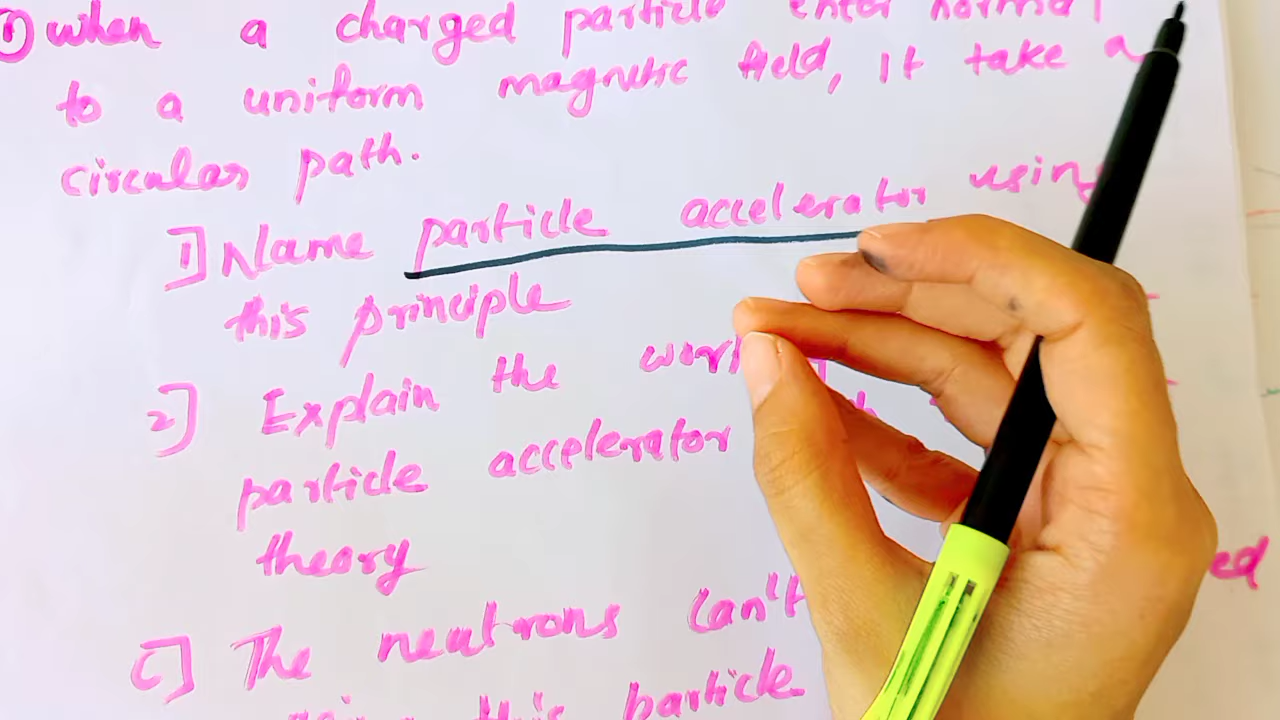 ① when a charged particle enter normal
to a uniform magnetic field, it take a
circular path.
1] Name particle accelerator using
this principle
2] Explain the
particle accelerator
theory
C] The neutrons can't
this particle